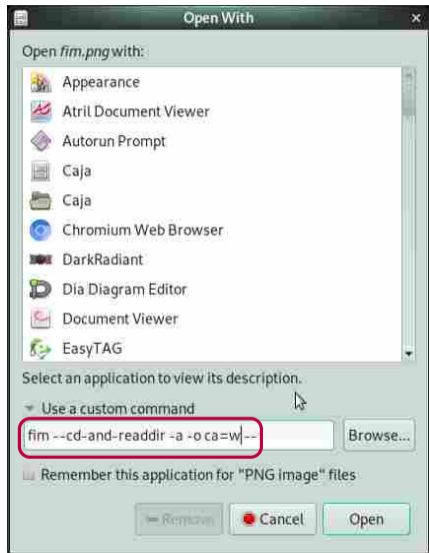 Open With
×
Open fim.png with:
Appearance
Atril Document Viewer
Autorun Prompt
Caja
Caja
Chromium Web Browser
DarkRadiant
Dia Diagram Editor
Document Viewer
EasyTAG
Select an application to view its description.
Use a custom command
fim --cd-and-readdir -a -o ca=w --
Browse...
Remember this application for "PNG image" files
Remove Cancel Open